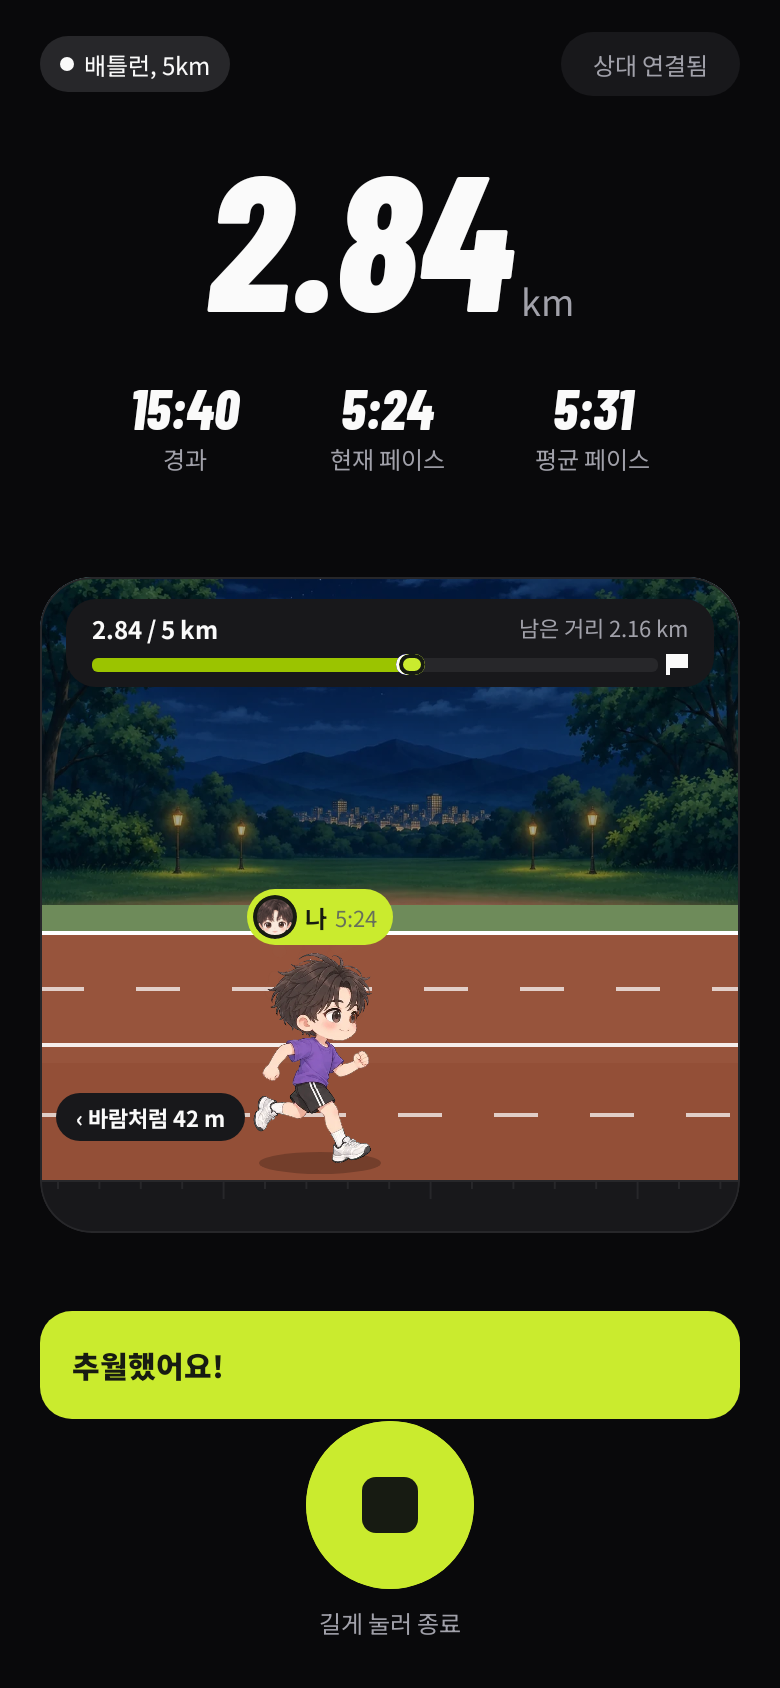 배틀런, 5km
상대 연결됨
2.84 km
15:40 5:24 5:31
경과 현재 페이스 평균 페이스
2.84 / 5 km 남은 거리 2.16 km
나 5:24
‹ 바람처럼 42 m
추월했어요!
길게 눌러 종료